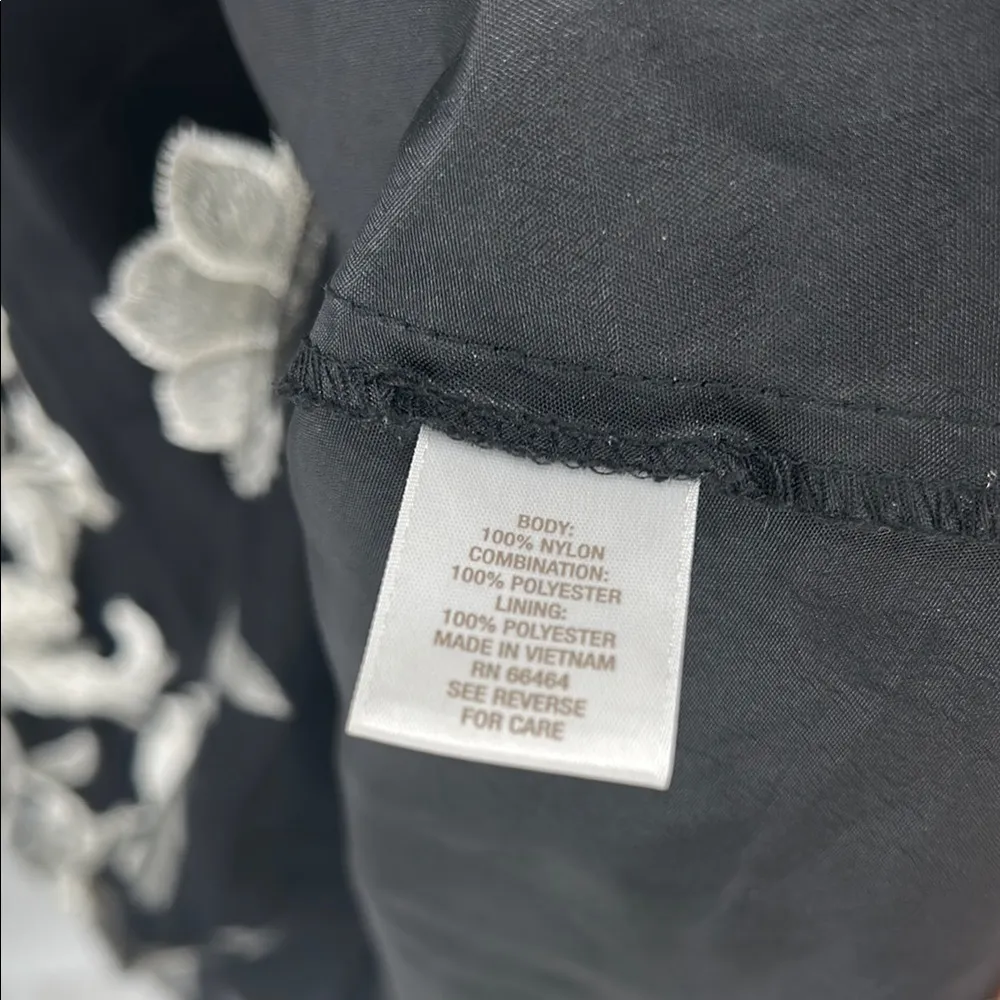 BODY:
100% NYLON
COMBINATION:
100% POLYESTER
LINING:
100% POLYESTER
MADE IN VIETNAM
RN 66464
SEE REVERSE
FOR CARE